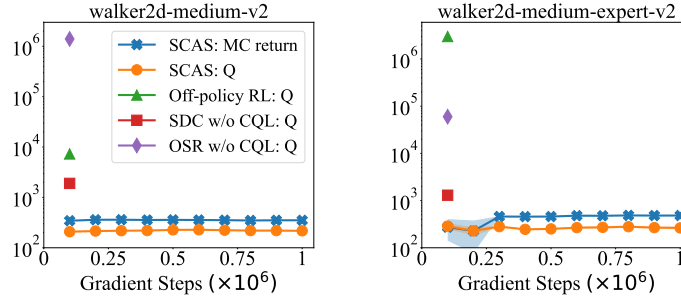 walker2d-medium-v2
10^6
10^5
10^4
10^3
10^2
SCAS: MC return
SCAS: Q
Off-policy RL: Q
SDC w/o CQL: Q
OSR w/o CQL: Q
0 0.25 0.5 0.75 1
Gradient Steps (×10^6)
walker2d-medium-expert-v2
10^6
10^5
10^4
10^3
10^2
0 0.25 0.5 0.75 1
Gradient Steps (×10^6)